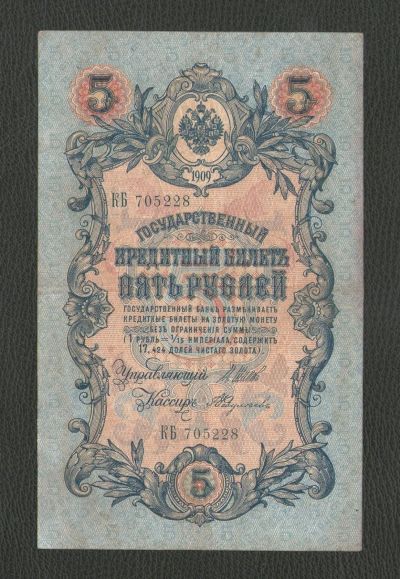 5 5
1909
КБ 705228
ГОСУДАРСТВЕННЫЙ
КРЕДИТНЫЙ БИЛЕТЪ
ПЯТЬ РУБЛЕЙ
ГОСУДАРСТВЕННЫЙ БАНКЪ РАЗМѢНИВАЕТЪ
КРЕДИТНЫЕ БИЛЕТЫ НА ЗОЛОТУЮ МОНЕТУ
БЕЗЪ ОГРАНИЧЕНІЯ СУММЫ
(1 РУБЛЬ = 1/15 ИМПЕРІАЛА, СОДЕРЖИТЪ
17,424 ДОЛЕЙ ЧИСТАГО ЗОЛОТА).
Управляющій
Кассиръ
КБ 705228
5